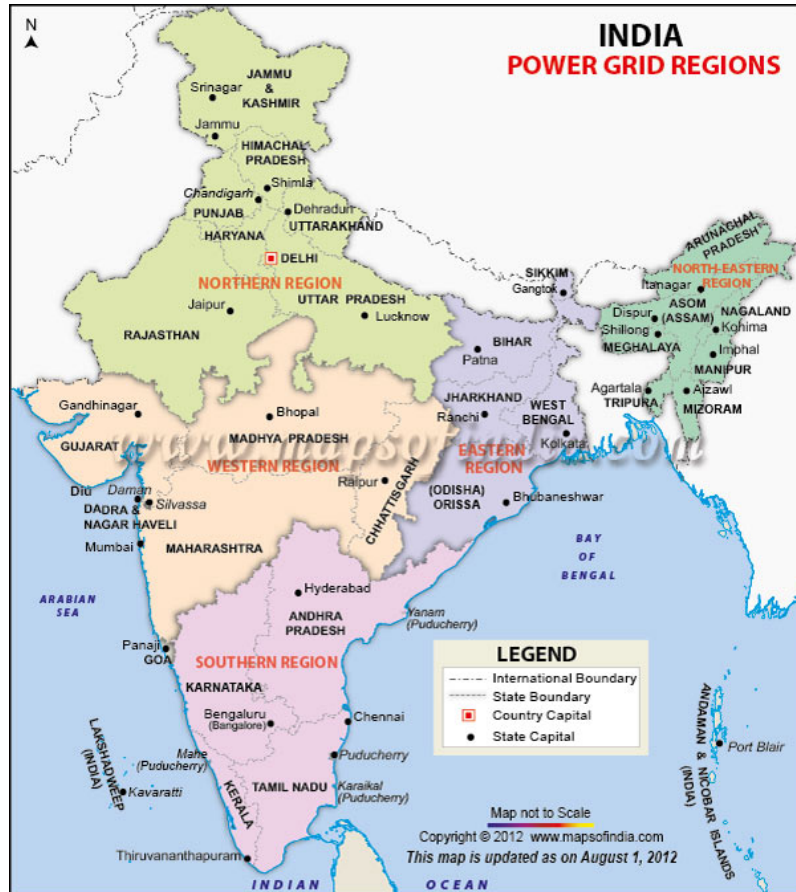 INDIA
POWER GRID REGIONS
N
JAMMU
&
KASHMIR
Srinagar
Jammu
HIMACHAL
PRADESH
Shimla
Chandigarh
PUNJAB
Dehradun
UTTARAKHAND
HARYANA
DELHI
NORTHERN REGION
UTTAR PRADESH
Jaipur
Lucknow
RAJASTHAN
ARUNACHAL
PRADESH
NORTH-EASTERN
REGION
Itanagar
SIKKIM
Gangtok
ASOM
(ASSAM)
Dispur
NAGALAND
Shillong
Kohima
MEGHALAYA
Imphal
MANIPUR
Agartala
TRIPURA
Aizawl
MIZORAM
BIHAR
Patna
JHARKHAND
Ranchi
WEST
BENGAL
Kolkata
EASTERN
REGION
(ODISHA)
ORISSA
Bhubaneshwar
Gandhinagar
GUJARAT
Bhopal
MADHYA PRADESH
www.mapsofindia.com
WESTERN REGION
Raipur
CHHATTISGARH
Diu
Daman
Silvassa
DADRA &
NAGAR HAVELI
Mumbai
MAHARASHTRA
ARABIAN
SEA
BAY
OF
BENGAL
Hyderabad
ANDHRA
PRADESH
Yanam
(Puducherry)
Panaji
GOA
SOUTHERN REGION
KARNATAKA
Bengaluru
(Bangalore)
Chennai
Mahe
(Puducherry)
Puducherry
TAMIL NADU
Karaikal
(Puducherry)
KERALA
LAKSHADWEEP
(INDIA)
Kavaratti
Thiruvananthapuram
LEGEND
International Boundary
State Boundary
Country Capital
State Capital
ANDAMAN & NICOBAR ISLANDS
(INDIA)
Port Blair
Map not to Scale
Copyright © 2012 www.mapsofindia.com
This map is updated as on August 1, 2012
INDIAN OCEAN